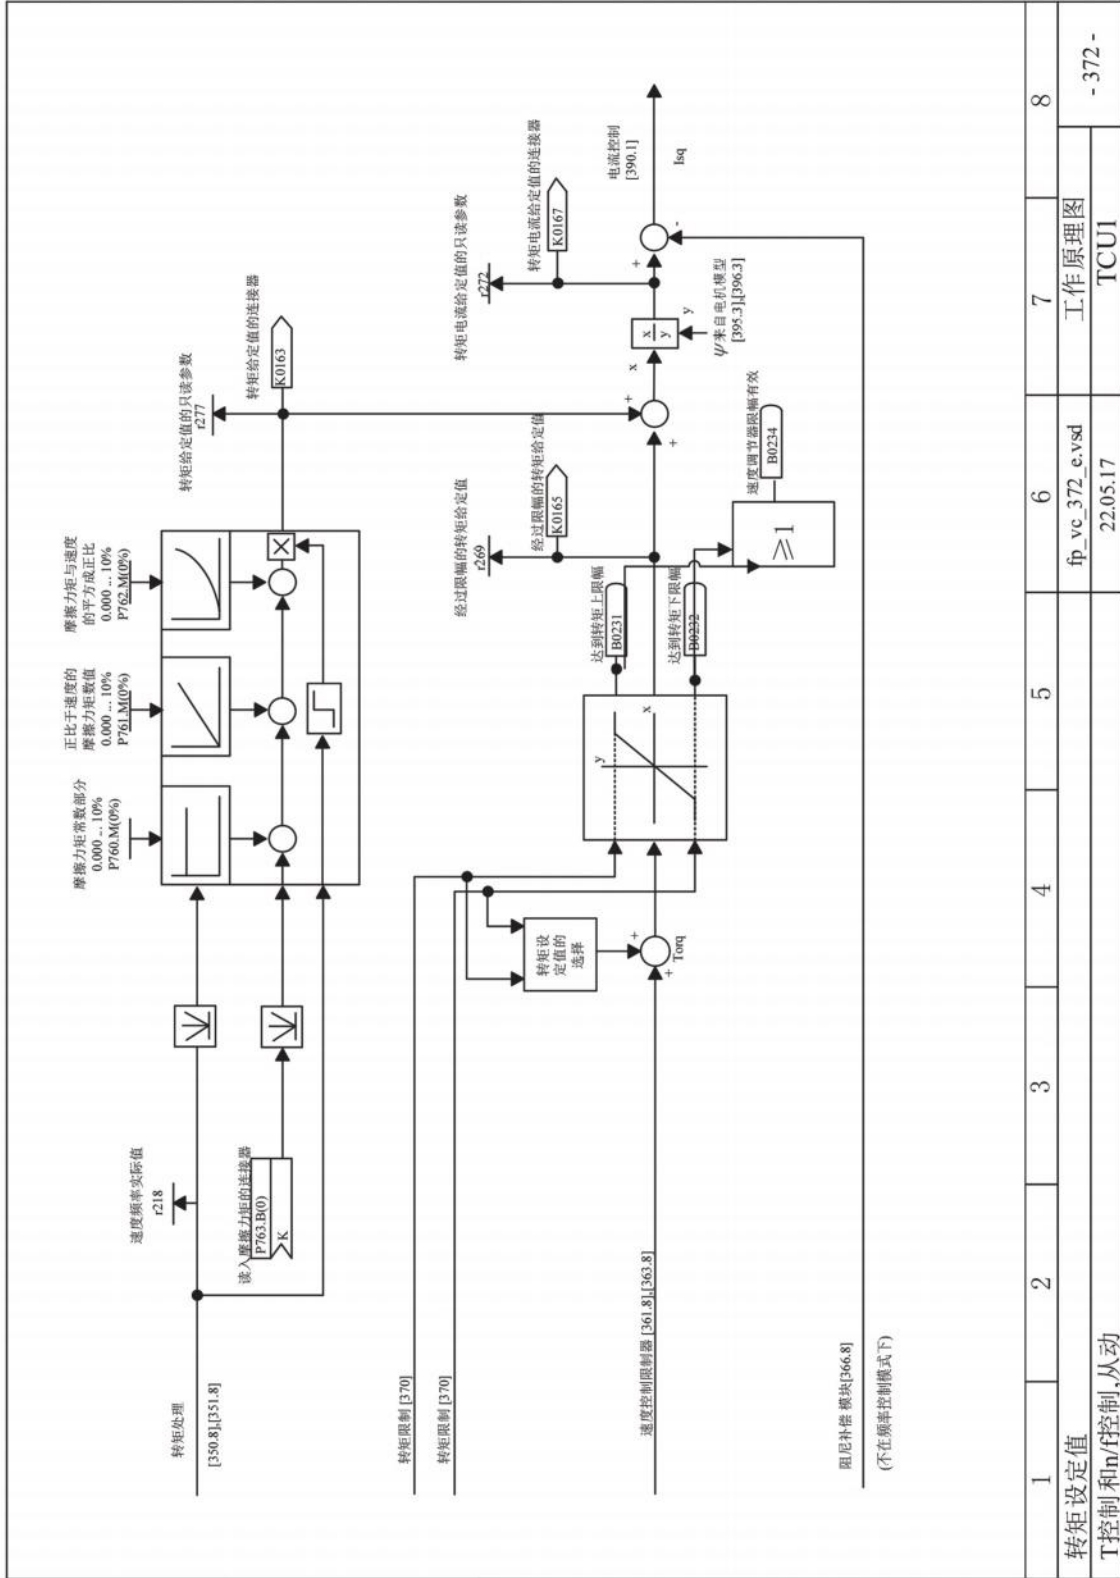 摩擦力矩常数部分
0.000 ... 10%
P760.M(0%)
正比于速度的
摩擦力矩数值
0.000 ... 10%
P761.M(0%)
摩擦力矩与速度
的平方成正比
0.000 ... 10%
P762.M(0%)
转矩给定值的只读参数
r277
转矩给定值的连接器
K0163
速度频率实际值
r218
转矩处理
[350.8],[351.8]
读入摩擦力矩的连接器
P763.B(0)
K
转矩限制 [370]
转矩限制 [370]
转矩设
定值的
选择
+
+
Torq
速度控制限制器 [361.8],[363.8]
y
x
达到转矩上限幅
B0231
达到转矩下限幅
B0232
经过限幅的转矩给定值
r269
经过限幅的转矩给定值
K0165
≥1
速度调节器限幅有效
B0234
+
+
x
x
y
y
Ψ来自电机模型
[395.3],[396.3]
转矩电流给定值的只读参数
r272
转矩电流给定值的连接器
K0167
+
-
电流控制
[390.1]
Isq
阻尼补偿 模块[366.8]
(不在频率控制模式下)
1 2 3 4 5 6 7 8
转矩设定值
fp_vc_372_e.vsd
工作原理图
- 372 -
T控制和n/f控制,从动
22.05.17
TCU1